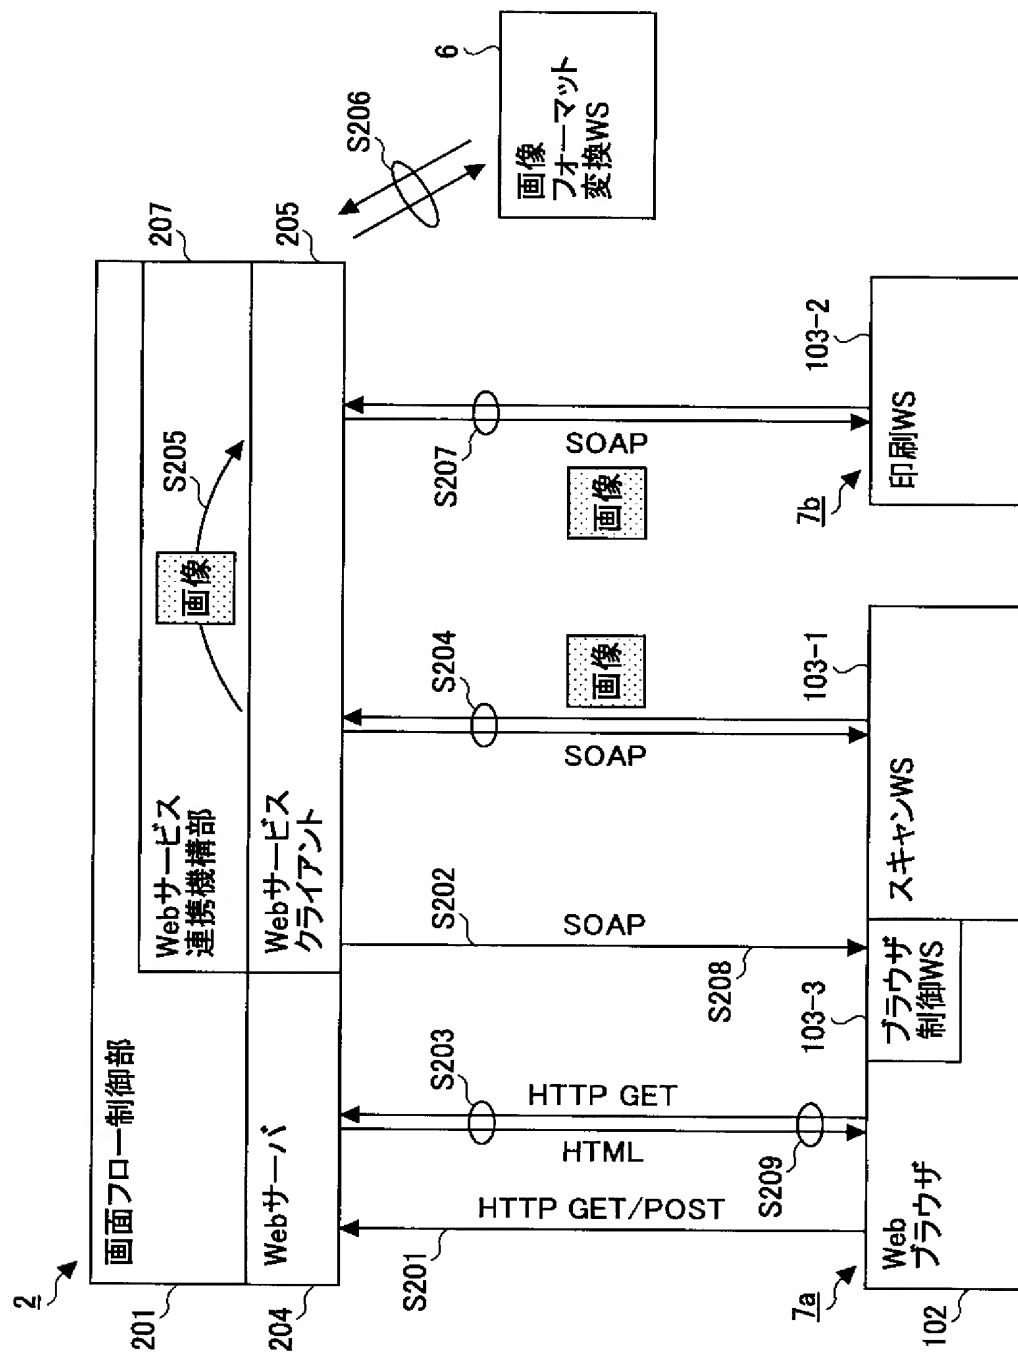 2
201
画面フロー制御部
207
Webサービス
連携機構部
画像
S205
204
Webサーバ
205
Webサービス
クライアント
S206
6
画像
フォーマット
変換WS
S201
HTTP GET/POST
S203
HTTP GET
HTML
S209
S202
SOAP
S208
S204
SOAP
画像
S207
SOAP
画像
7a
102
Web
ブラウザ
103-3
ブラウザ
制御WS
103-1
スキャンWS
7b
103-2
印刷WS